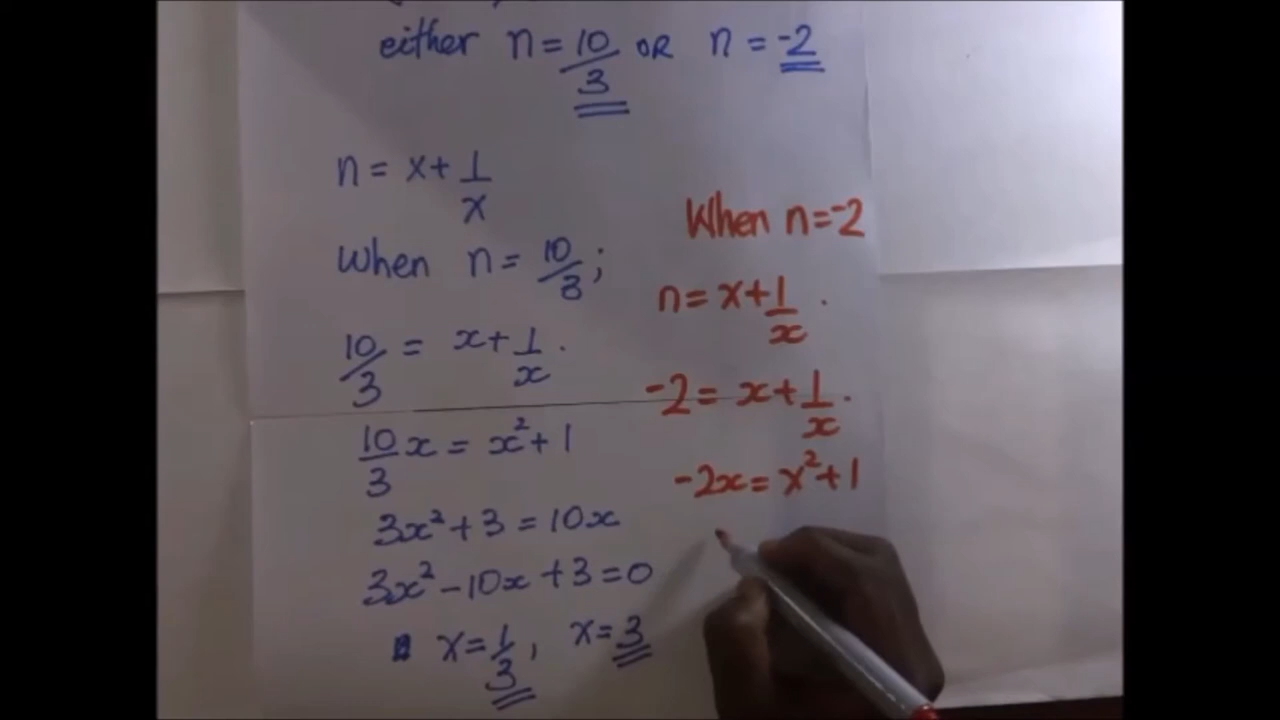 either n = 10/3 OR n = -2
n = x + 1/x
When n = 10/3 ;
10/3 = x + 1/x .
10/3 x = x² + 1
3x² + 3 = 10x
3x² - 10x + 3 = 0
x = 1/3 , x = 3
When n = -2
n = x + 1/x .
-2 = x + 1/x .
-2x = x² + 1